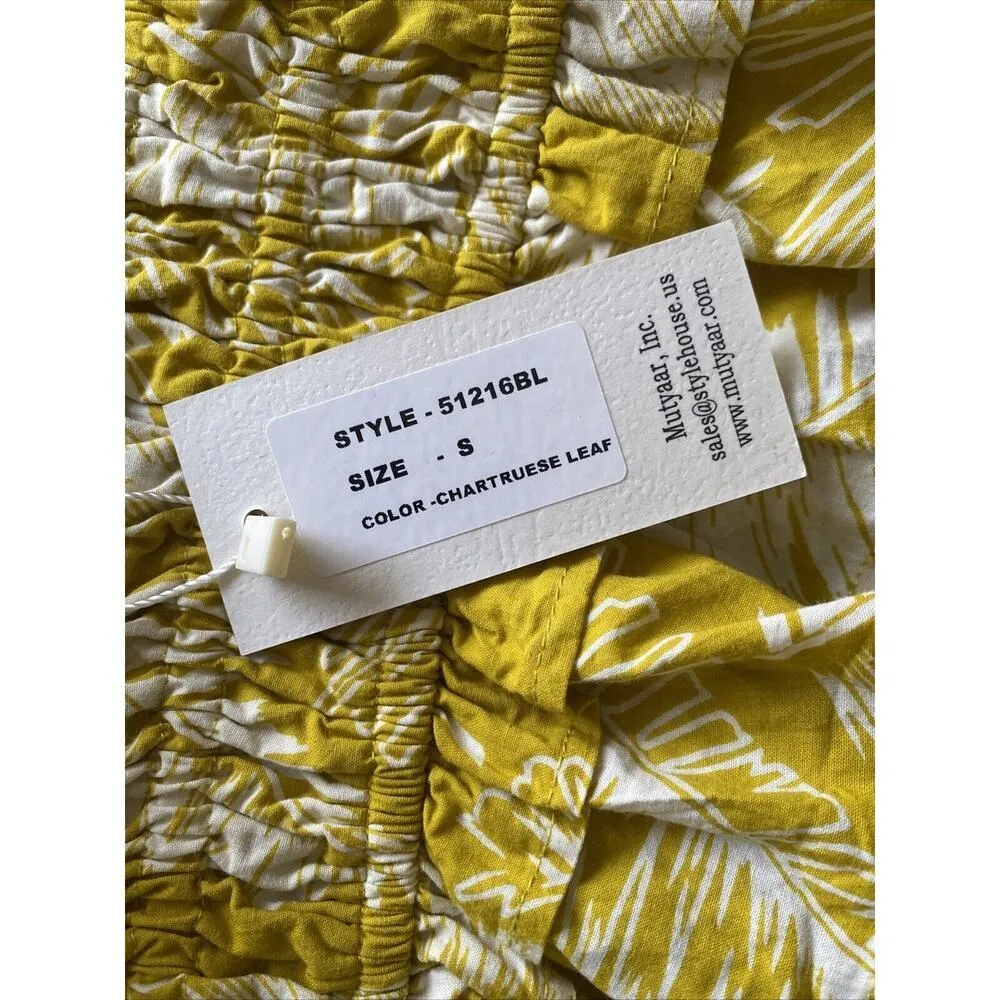 STYLE - 51216BL
SIZE - S
COLOR -CHARTRUESE LEAF
Mutyaar, Inc.
sales@stylehouse.us
www.mutyaar.com